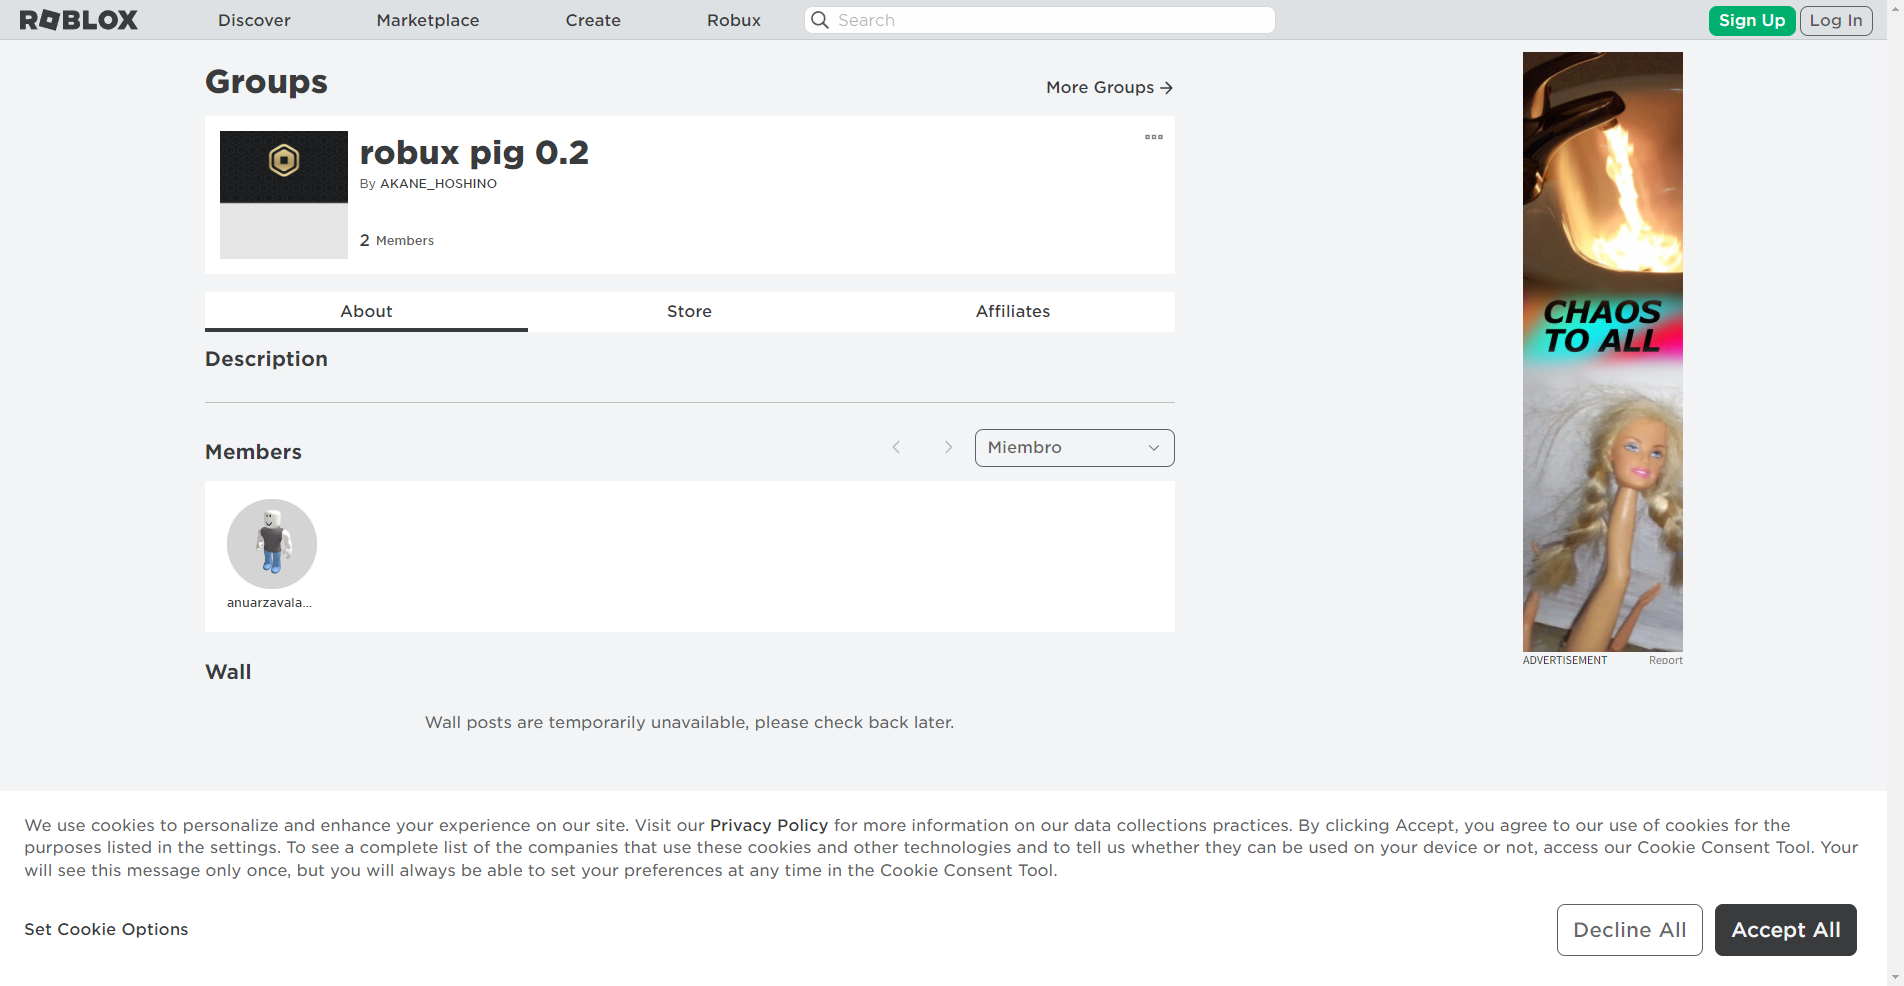 ROBLOX
Discover
Marketplace
Create
Robux
Search
Sign Up
Log In
Groups
More Groups
robux pig 0.2
By AKANE_HOSHINO
2 Members
About
Store
Affiliates
Description
Members
Miembro
anuarzavala...
Wall
Wall posts are temporarily unavailable, please check back later.
CHAOS
TO ALL
ADVERTISEMENT
Report
We use cookies to personalize and enhance your experience on our site. Visit our Privacy Policy for more information on our data collections practices. By clicking Accept, you agree to our use of cookies for the
purposes listed in the settings. To see a complete list of the companies that use these cookies and other technologies and to tell us whether they can be used on your device or not, access our Cookie Consent Tool. Your
will see this message only once, but you will always be able to set your preferences at any time in the Cookie Consent Tool.
Set Cookie Options
Decline All
Accept All